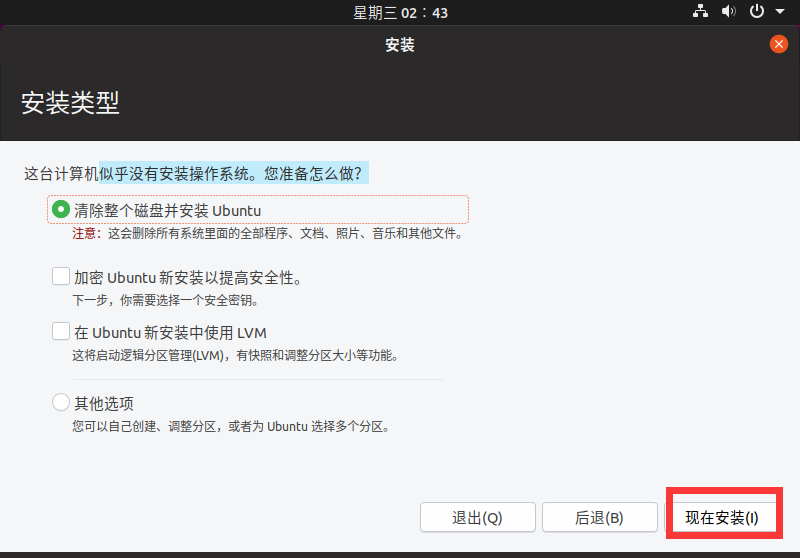 星期三 02：43
安装
安装类型
这台计算机似乎没有安装操作系统。您准备怎么做？
清除整个磁盘并安装 Ubuntu
注意：这会删除所有系统里面的全部程序、文档、照片、音乐和其他文件。
加密 Ubuntu 新安装以提高安全性。
下一步，你需要选择一个安全密钥。
在 Ubuntu 新安装中使用 LVM
这将启动逻辑分区管理(LVM)，有快照和调整分区大小等功能。
其他选项
您可以自己创建、调整分区，或者为 Ubuntu 选择多个分区。
退出(Q)
后退(B)
现在安装(I)